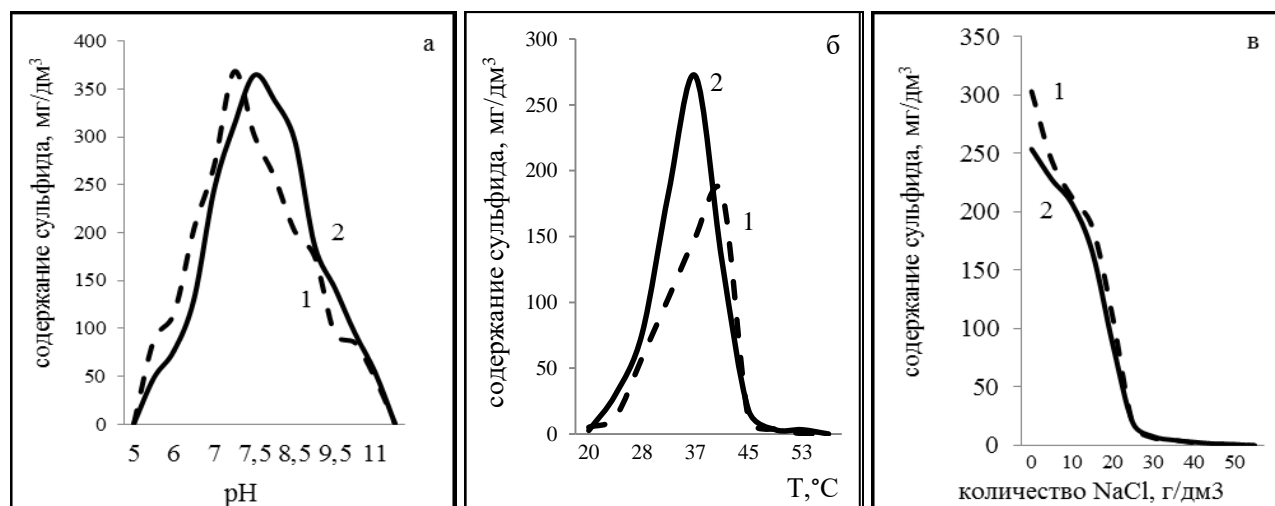 а
содержание сульфида, мг/дм³
400
350
300
250
200
150
100
50
0
2
1
5 6 7 7,5 8,5 9,5 11
pH
б
содержание сульфида, мг/дм³
300
250
200
150
100
50
0
2
1
20 28 37 45 53
Т,°С
в
содержание сульфида, мг/дм³
350
300
250
200
150
100
50
0
1
2
0 10 20 30 40 50
количество NaCl, г/дм3